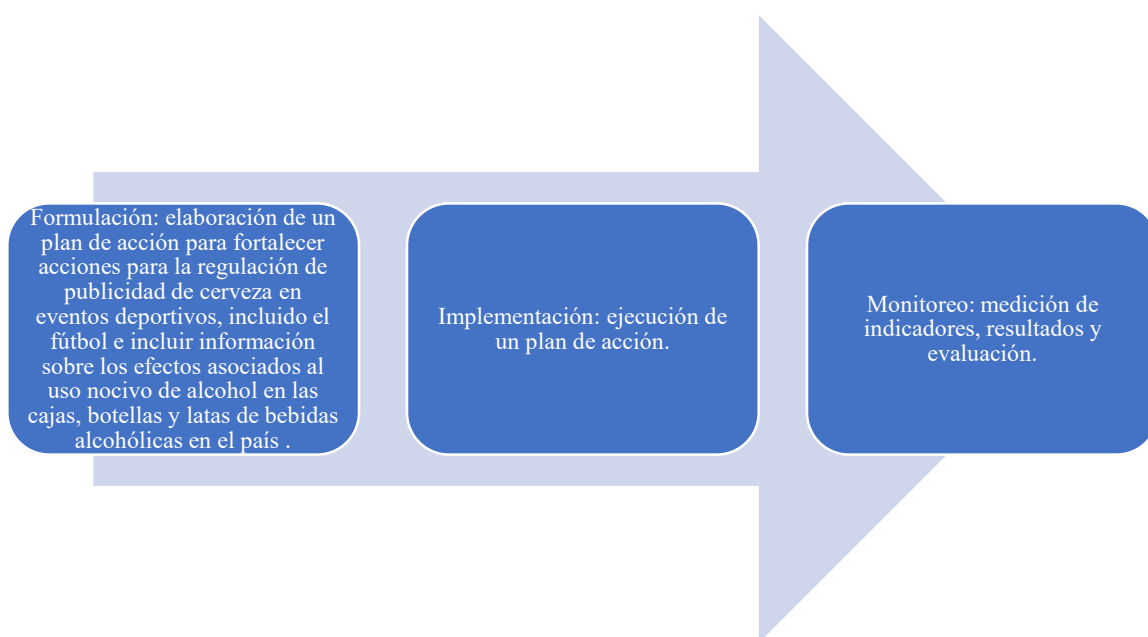 Formulación: elaboración de un
plan de acción para fortalecer
acciones para la regulación de
publicidad de cerveza en
eventos deportivos, incluido el
fútbol e incluir información
sobre los efectos asociados al
uso nocivo de alcohol en las
cajas, botellas y latas de bebidas
alcohólicas en el país .
Implementación: ejecución de
un plan de acción.
Monitoreo: medición de
indicadores, resultados y
evaluación.